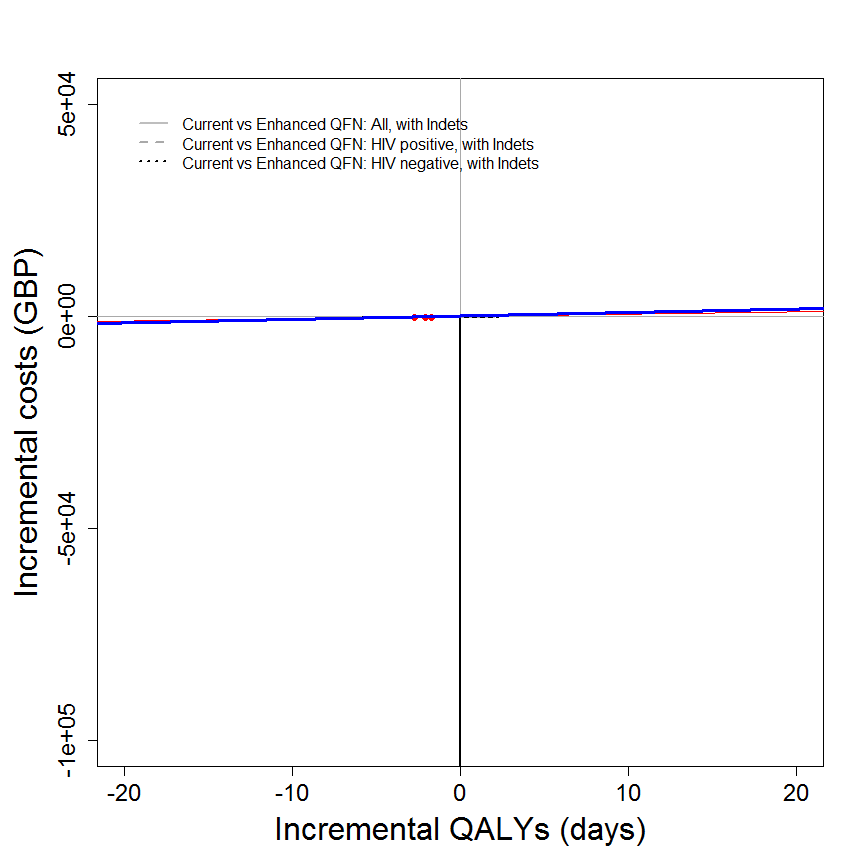 Current vs Enhanced QFN: All, with Indets
Current vs Enhanced QFN: HIV positive, with Indets
Current vs Enhanced QFN: HIV negative, with Indets
Incremental costs (GBP)
5e+04
0e+00
-5e+04
-1e+05
-20
-10
0
10
20
Incremental QALYs (days)